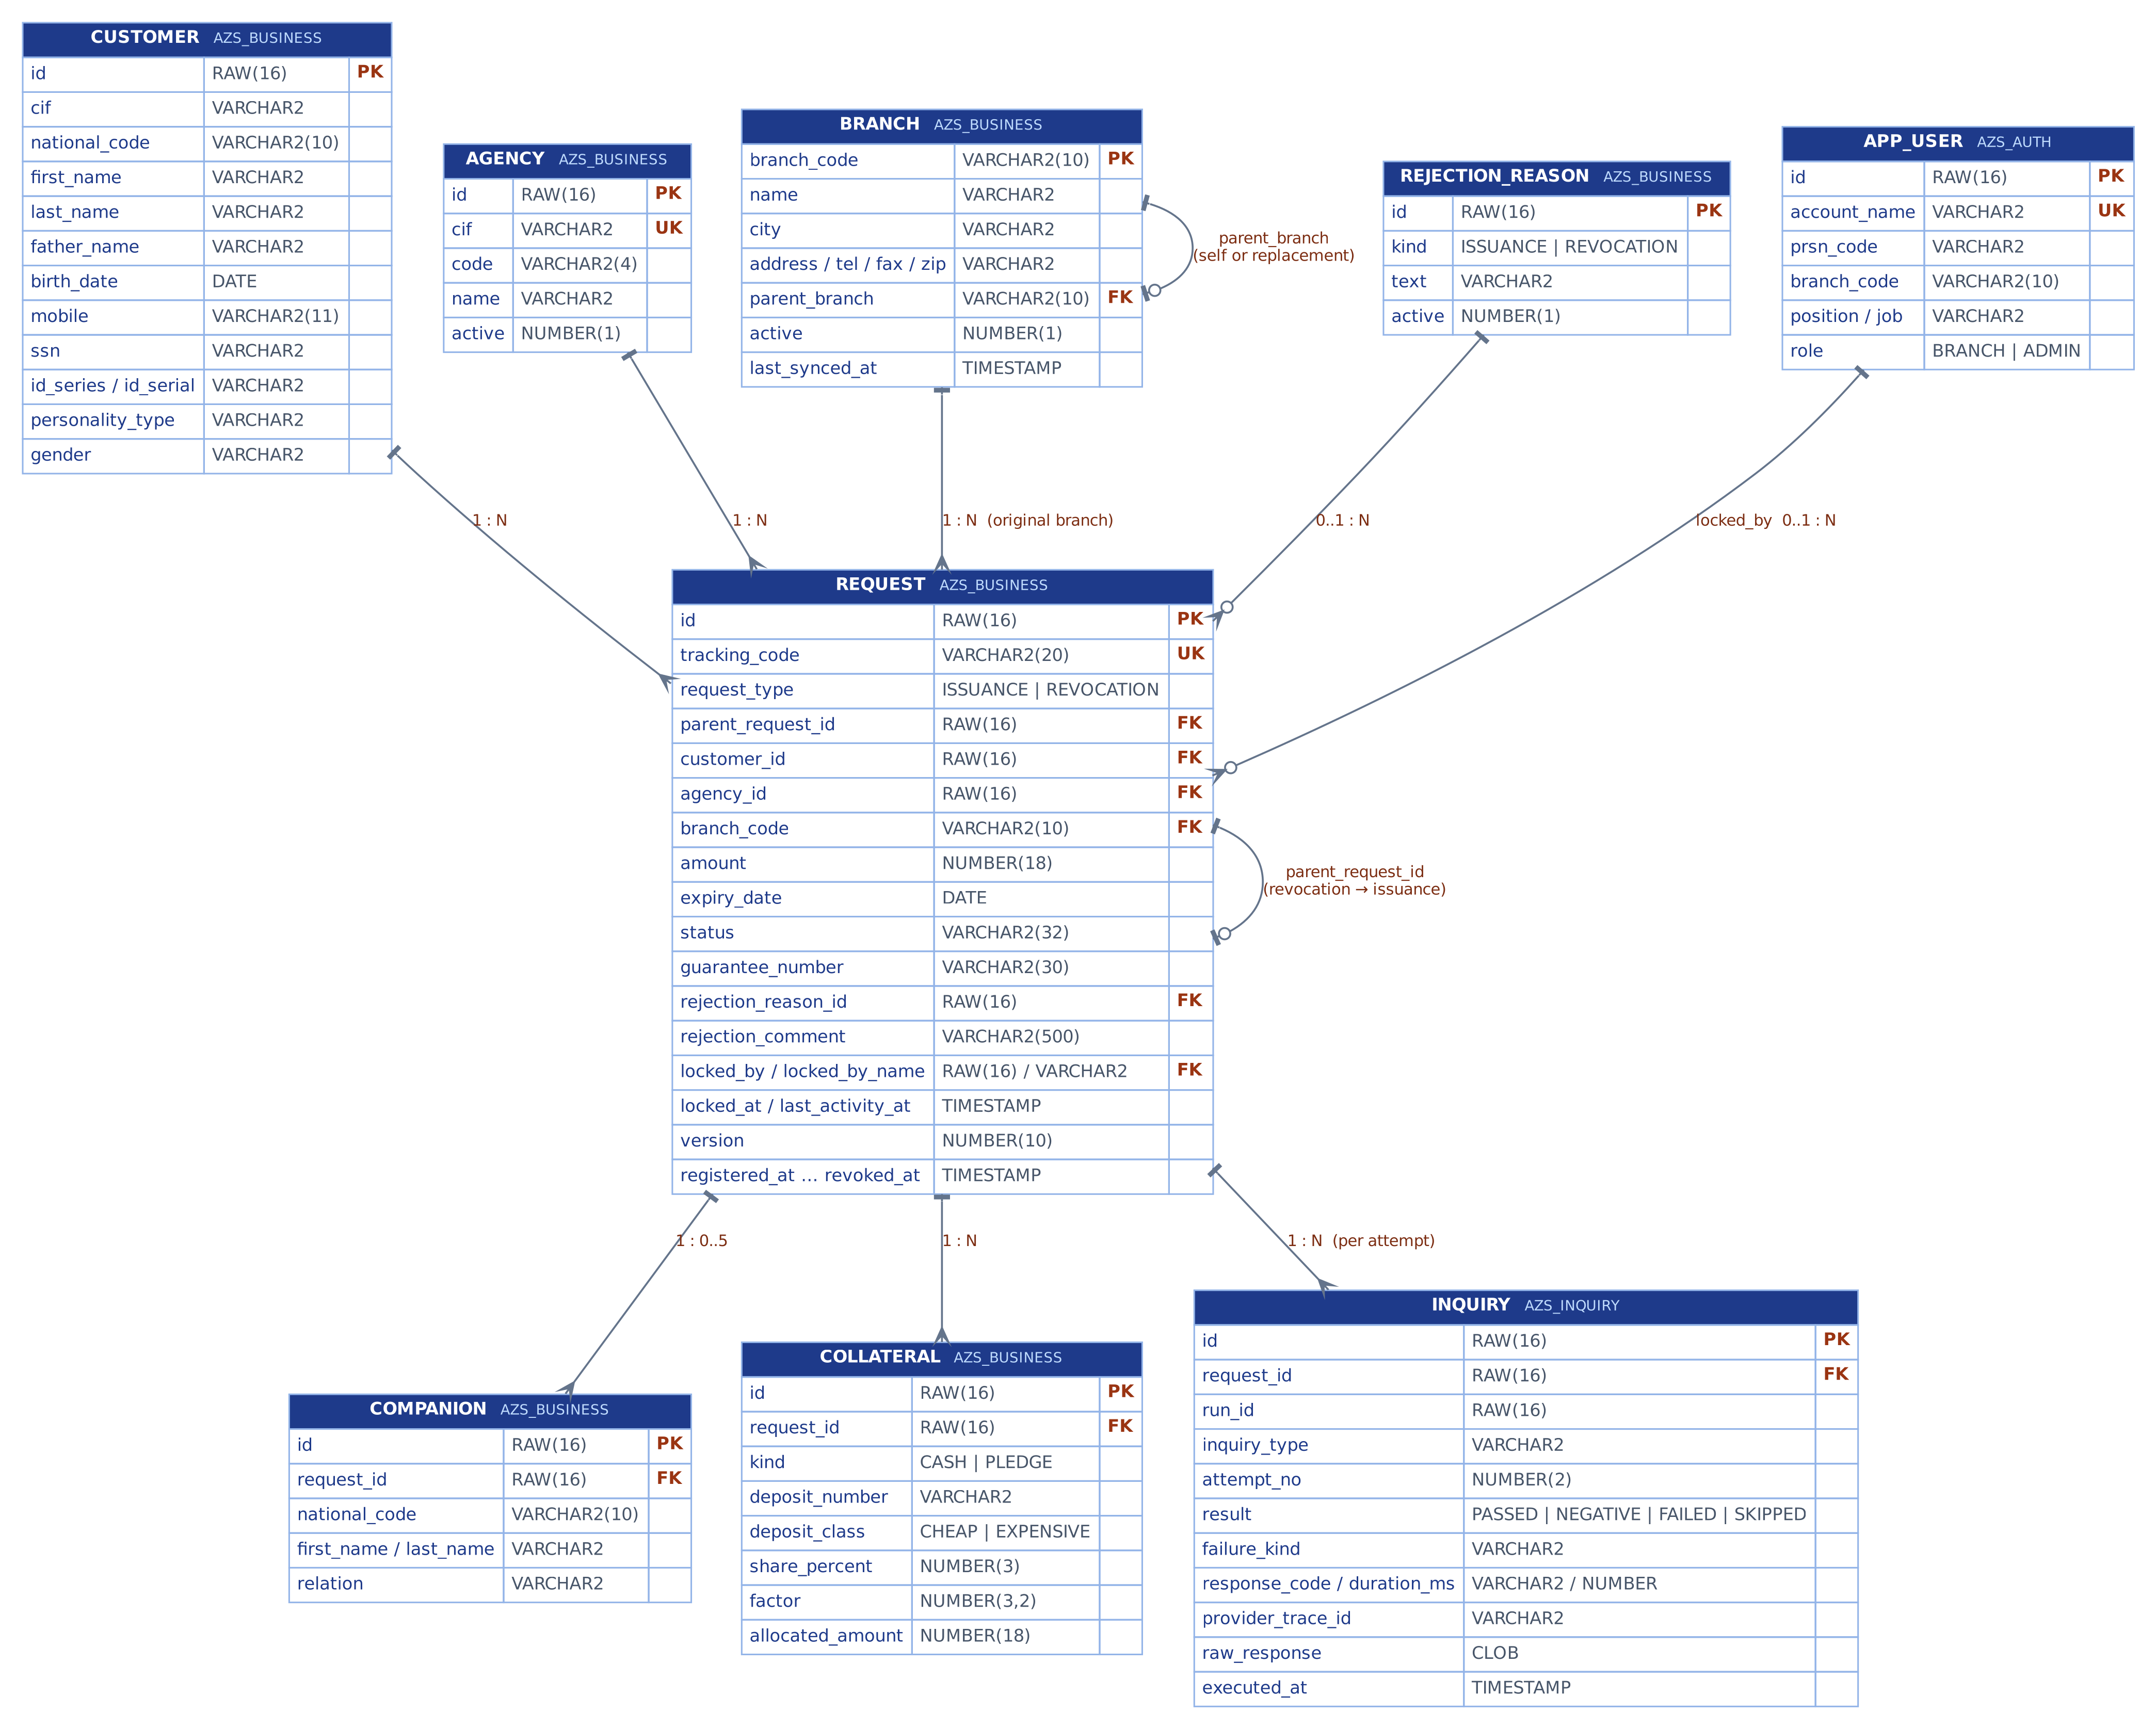 CUSTOMER AZS_BUSINESS
id RAW(16) PK
cif VARCHAR2
national_code VARCHAR2(10)
first_name VARCHAR2
last_name VARCHAR2
father_name VARCHAR2
birth_date DATE
mobile VARCHAR2(11)
ssn VARCHAR2
id_series / id_serial VARCHAR2
personality_type VARCHAR2
gender VARCHAR2
AGENCY AZS_BUSINESS
id RAW(16) PK
cif VARCHAR2 UK
code VARCHAR2(4)
name VARCHAR2
active NUMBER(1)
BRANCH AZS_BUSINESS
branch_code VARCHAR2(10) PK
name VARCHAR2
city VARCHAR2
address / tel / fax / zip VARCHAR2
parent_branch VARCHAR2(10) FK
active NUMBER(1)
last_synced_at TIMESTAMP
parent_branch
(self or replacement)
REJECTION_REASON AZS_BUSINESS
id RAW(16) PK
kind ISSUANCE | REVOCATION
text VARCHAR2
active NUMBER(1)
APP_USER AZS_AUTH
id RAW(16) PK
account_name VARCHAR2 UK
prsn_code VARCHAR2
branch_code VARCHAR2(10)
position / job VARCHAR2
role BRANCH | ADMIN
1 : N
1 : N
1 : N (original branch)
0..1 : N
locked_by 0..1 : N
REQUEST AZS_BUSINESS
id RAW(16) PK
tracking_code VARCHAR2(20) UK
request_type ISSUANCE | REVOCATION
parent_request_id RAW(16) FK
customer_id RAW(16) FK
agency_id RAW(16) FK
branch_code VARCHAR2(10) FK
amount NUMBER(18)
expiry_date DATE
status VARCHAR2(32)
guarantee_number VARCHAR2(30)
rejection_reason_id RAW(16) FK
rejection_comment VARCHAR2(500)
locked_by / locked_by_name RAW(16) / VARCHAR2 FK
locked_at / last_activity_at TIMESTAMP
version NUMBER(10)
registered_at … revoked_at TIMESTAMP
parent_request_id
(revocation → issuance)
1 : 0..5
1 : N
1 : N (per attempt)
COMPANION AZS_BUSINESS
id RAW(16) PK
request_id RAW(16) FK
national_code VARCHAR2(10)
first_name / last_name VARCHAR2
relation VARCHAR2
COLLATERAL AZS_BUSINESS
id RAW(16) PK
request_id RAW(16) FK
kind CASH | PLEDGE
deposit_number VARCHAR2
deposit_class CHEAP | EXPENSIVE
share_percent NUMBER(3)
factor NUMBER(3,2)
allocated_amount NUMBER(18)
INQUIRY AZS_INQUIRY
id RAW(16) PK
request_id RAW(16) FK
run_id RAW(16)
inquiry_type VARCHAR2
attempt_no NUMBER(2)
result PASSED | NEGATIVE | FAILED | SKIPPED
failure_kind VARCHAR2
response_code / duration_ms VARCHAR2 / NUMBER
provider_trace_id VARCHAR2
raw_response CLOB
executed_at TIMESTAMP